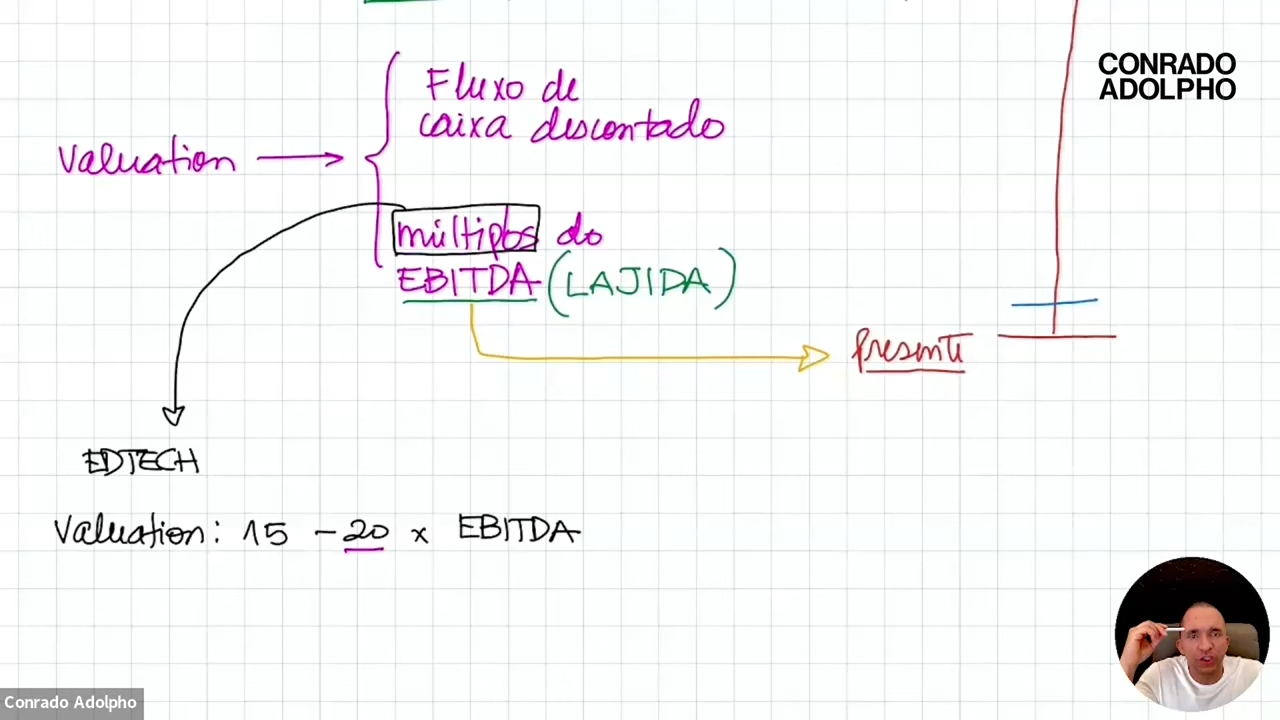 CONRADO
ADOLPHO
Fluxo de
caixa descontado
Valuation
múltiplos do
EBITDA (LAJIDA)
Presente
EDTECH
Valuation: 15 - 20 x EBITDA
Conrado Adolpho